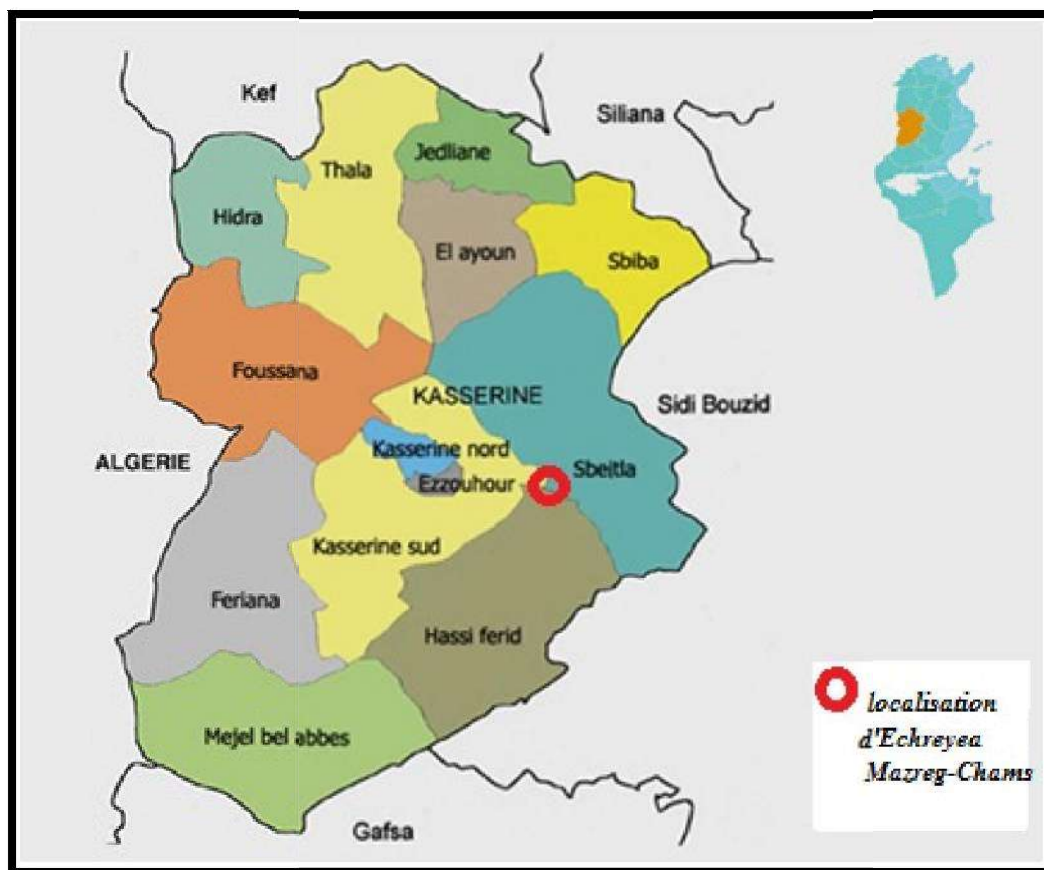 Kef
Siliana
Jedliane
Thala
Hidra
El ayoun
Sbiba
Foussana
KASSERINE
Sidi Bouzid
Kasserine nord
ALGERIE
Sbeitla
Ezzouhour
Kasserine sud
Feriana
Hassi ferid
localisation
d'Echreyea
Mazreg-Chams
Mejel bel abbes
Gafsa